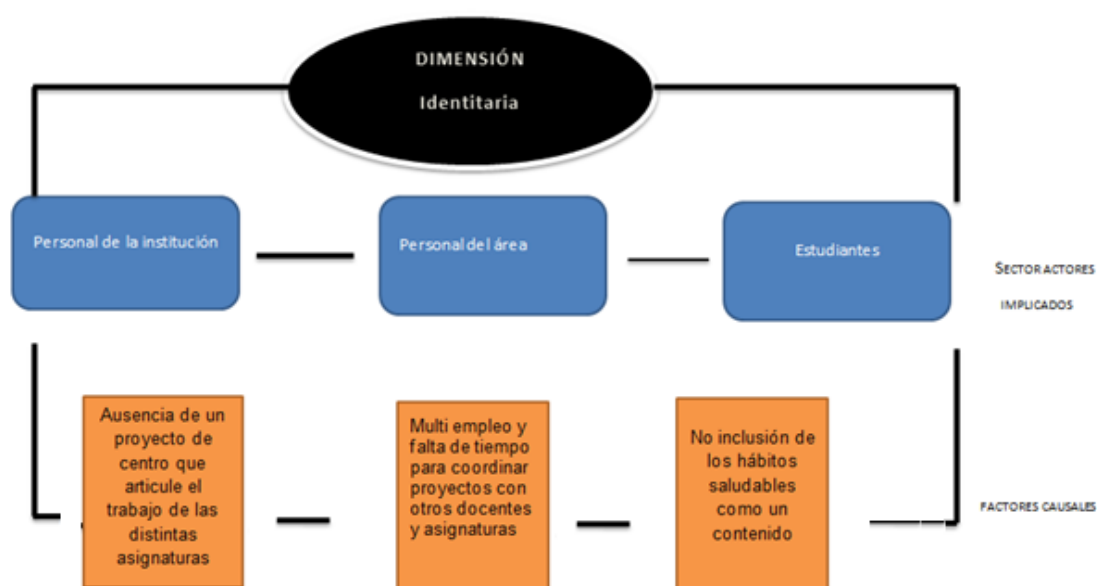 DIMENSIÓN
Identitaria
Personal de la institución
Personal del área
Estudiantes
SECTOR ACTORES
IMPLICADOS
Ausencia de un
proyecto de
centro que
articule el
trabajo de las
distintas
asignaturas
Multi empleo y
falta de tiempo
para coordinar
proyectos con
otros docentes
y asignaturas
No inclusión de
los hábitos
saludables
como un
contenido
FACTORES CAUSALES